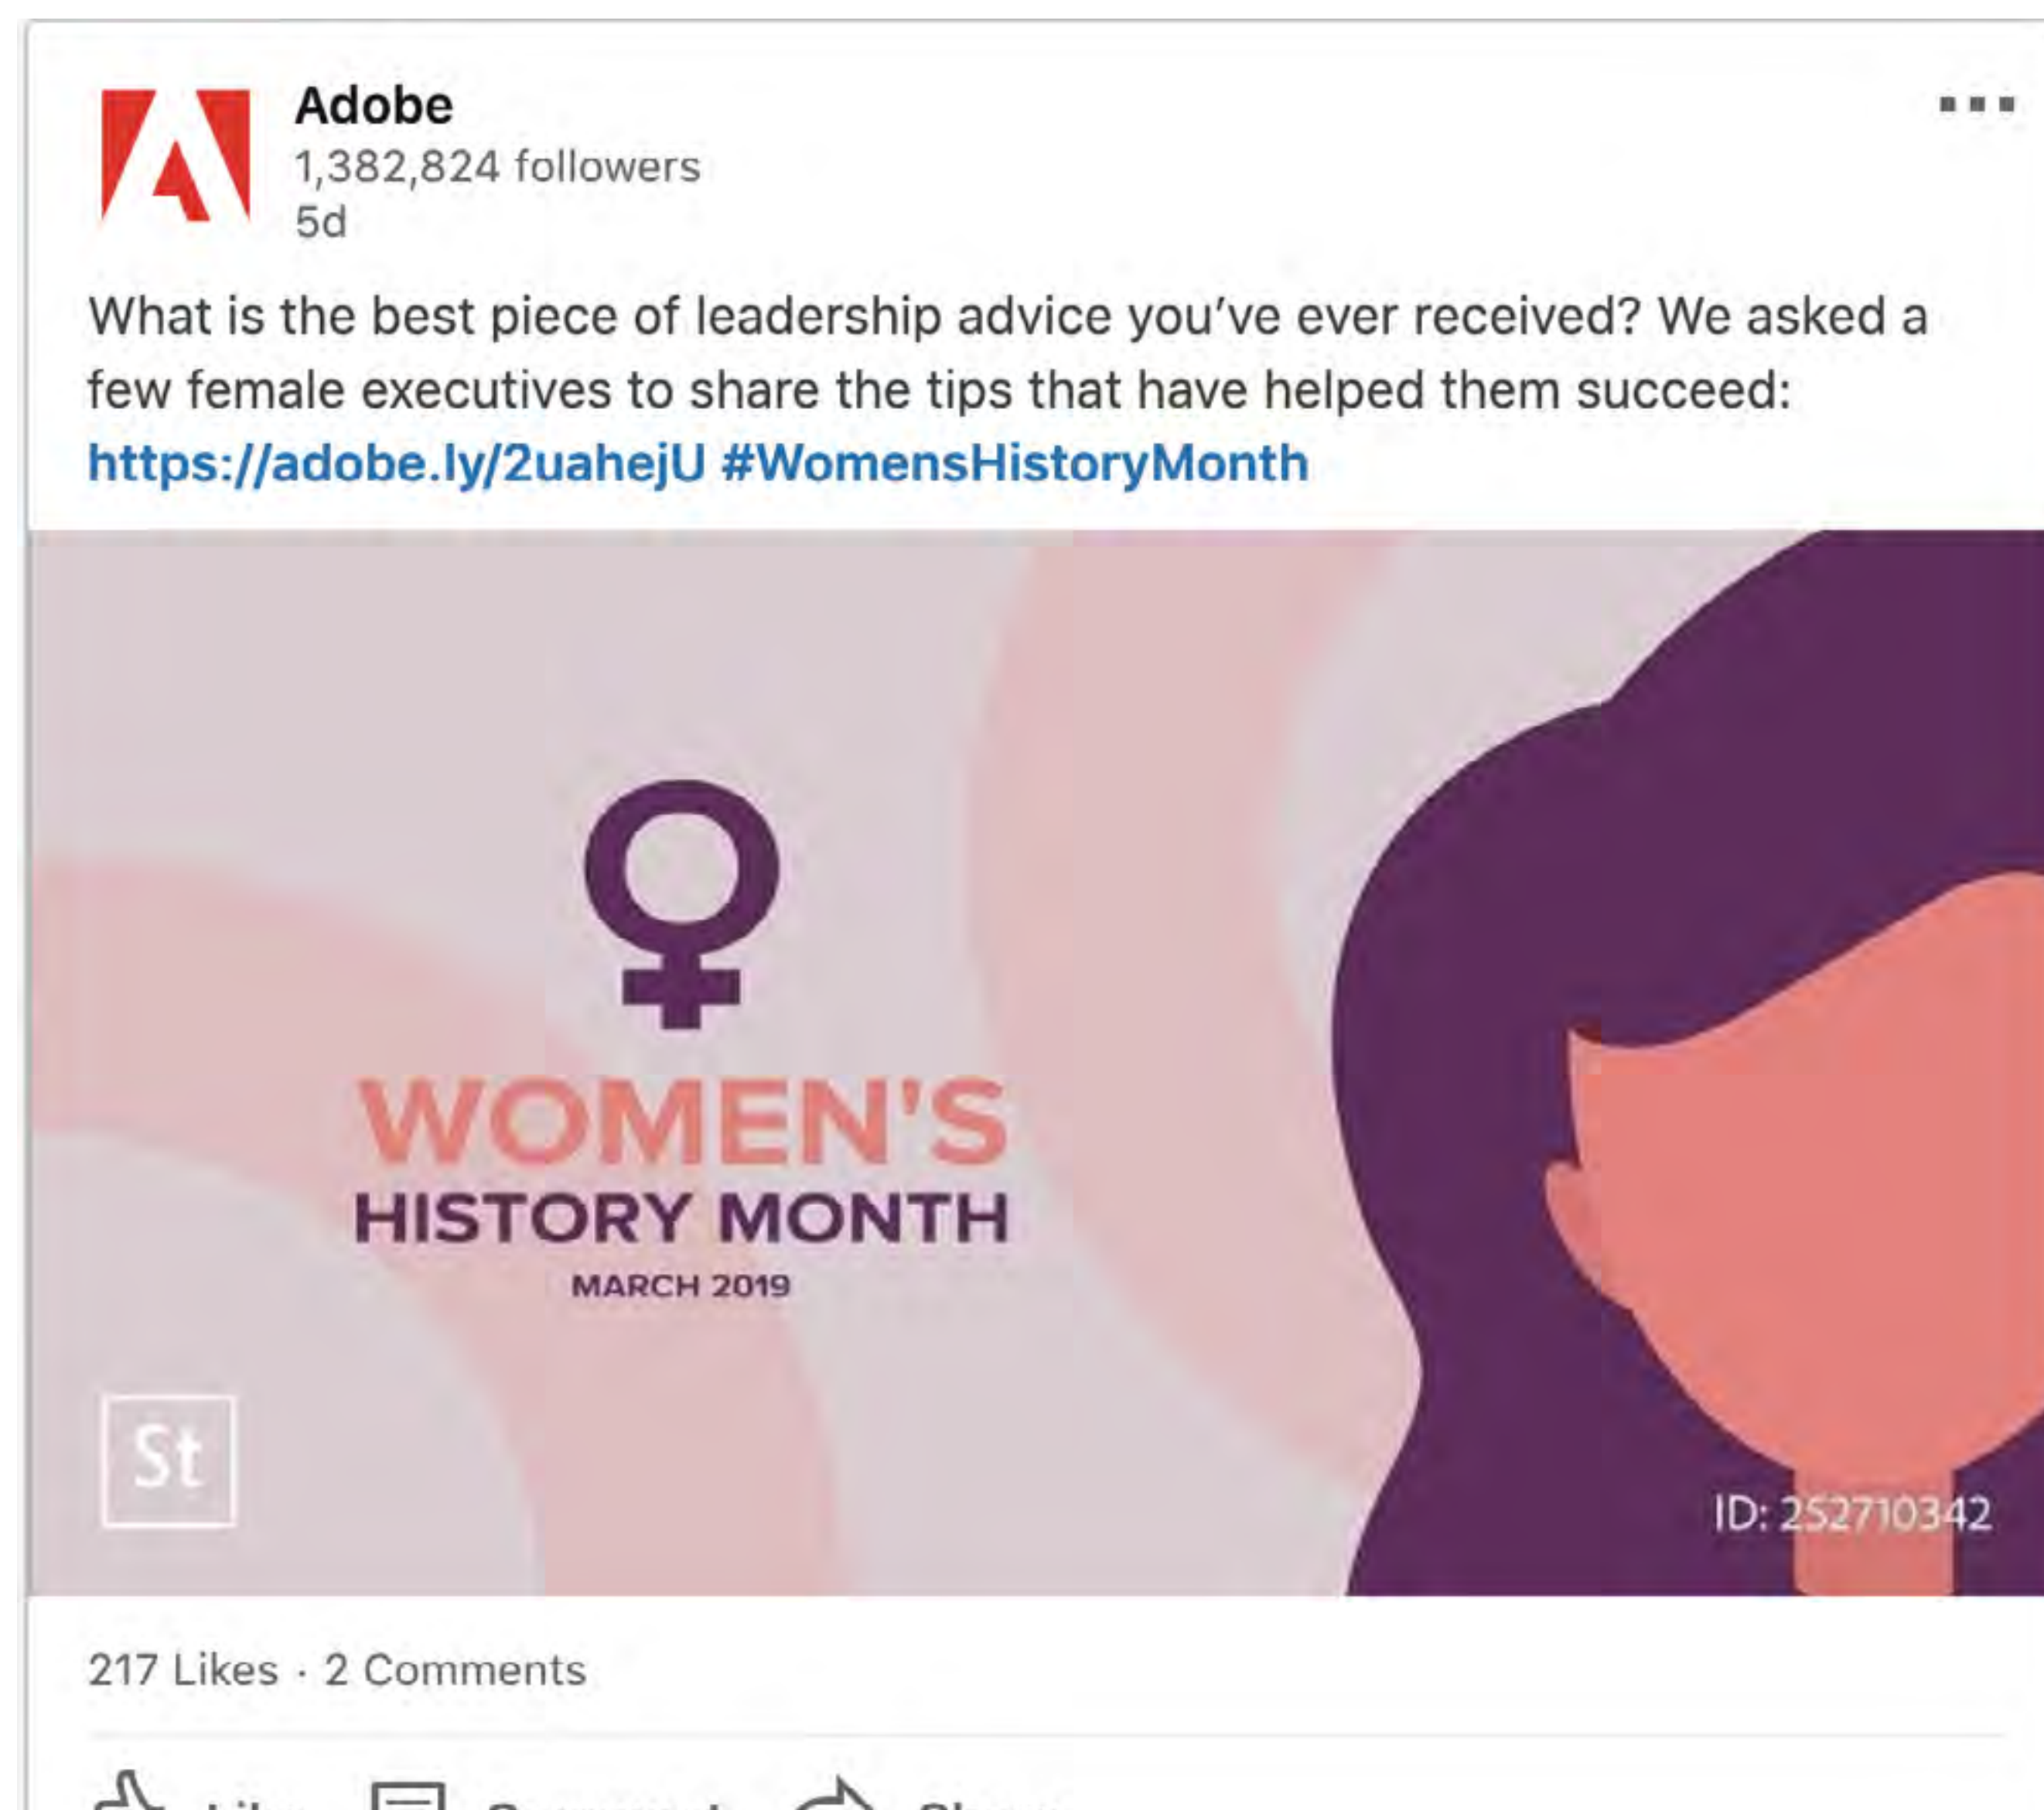 Adobe
1,382,824 followers
5d
What is the best piece of leadership advice you've ever received? We asked a
few female executives to share the tips that have helped them succeed:
https://adobe.ly/2uahejU #WomensHistoryMonth
WOMEN'S
HISTORY MONTH
MARCH 2019
St
ID: 252710342
217 Likes · 2 Comments